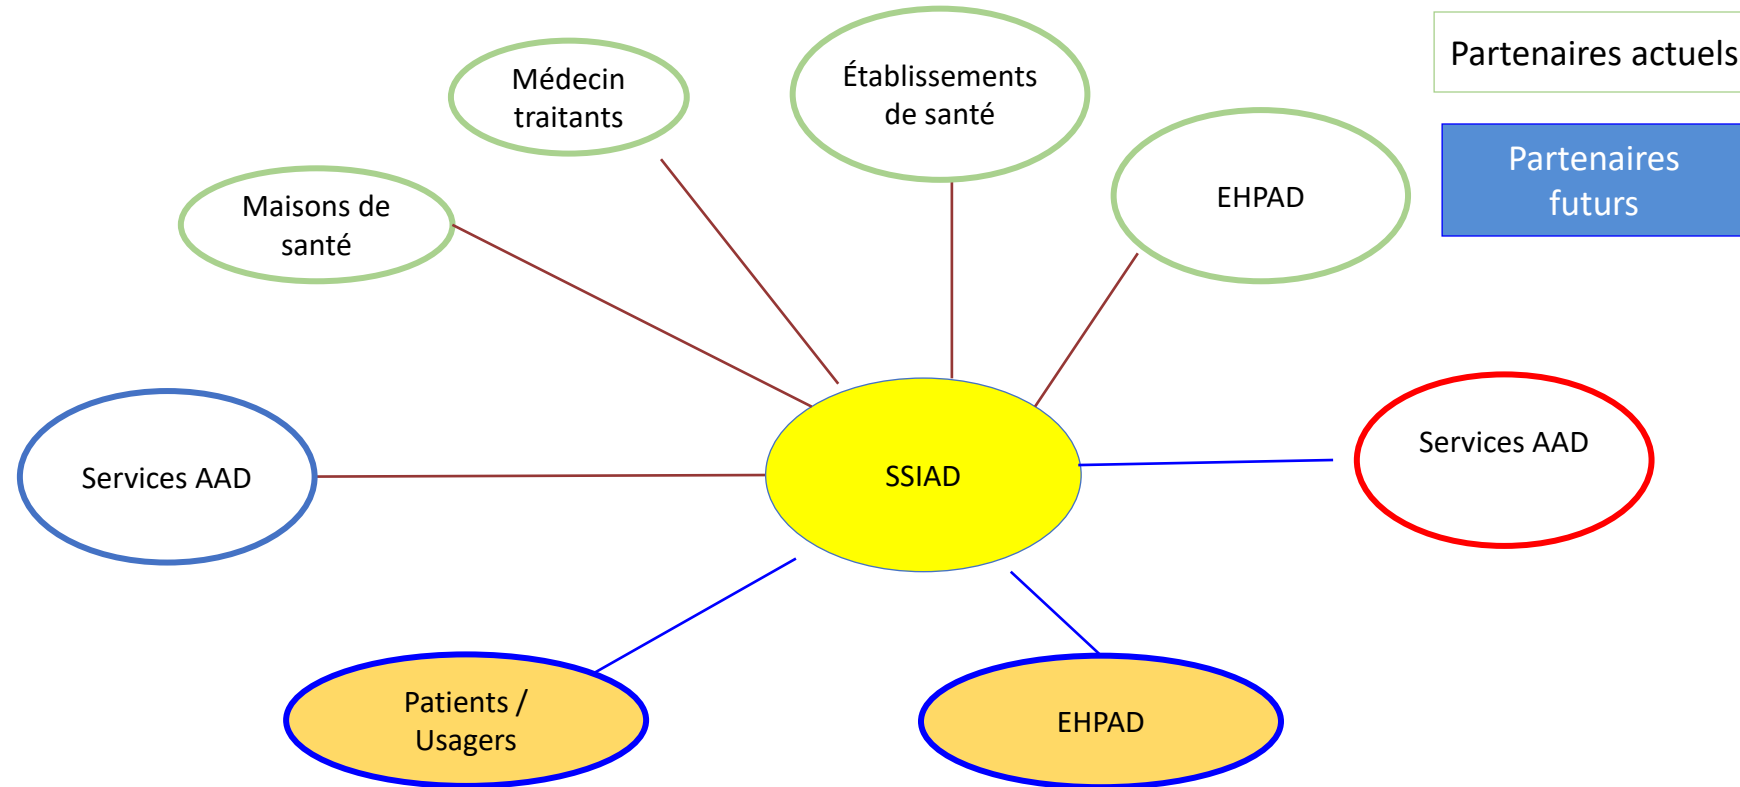 Partenaires actuels
Établissements
de santé
Médecin
traitants
Partenaires
futurs
EHPAD
Maisons de
santé
Services AAD
SSIAD
Services AAD
Patients /
Usagers
EHPAD